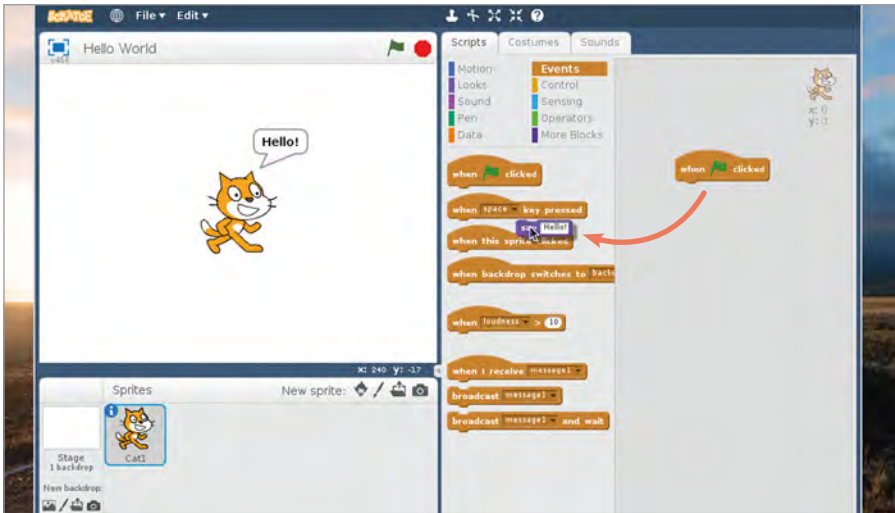 SCRATCH File▼ Edit▼
v454 Hello World
Hello!
x: 240 y: -17
Sprites New sprite:
Stage
1 backdrop
Cat1
New backdrop:
Scripts Costumes Sounds
Motion Events
Looks Control
Sound Sensing
Pen Operators
Data More Blocks
when clicked
when space key pressed
say Hello!
when this sprite clicked
when backdrop switches to
when loudness > 10
when I receive message1
broadcast message1
broadcast message1 and wait
x: 0
when clicked